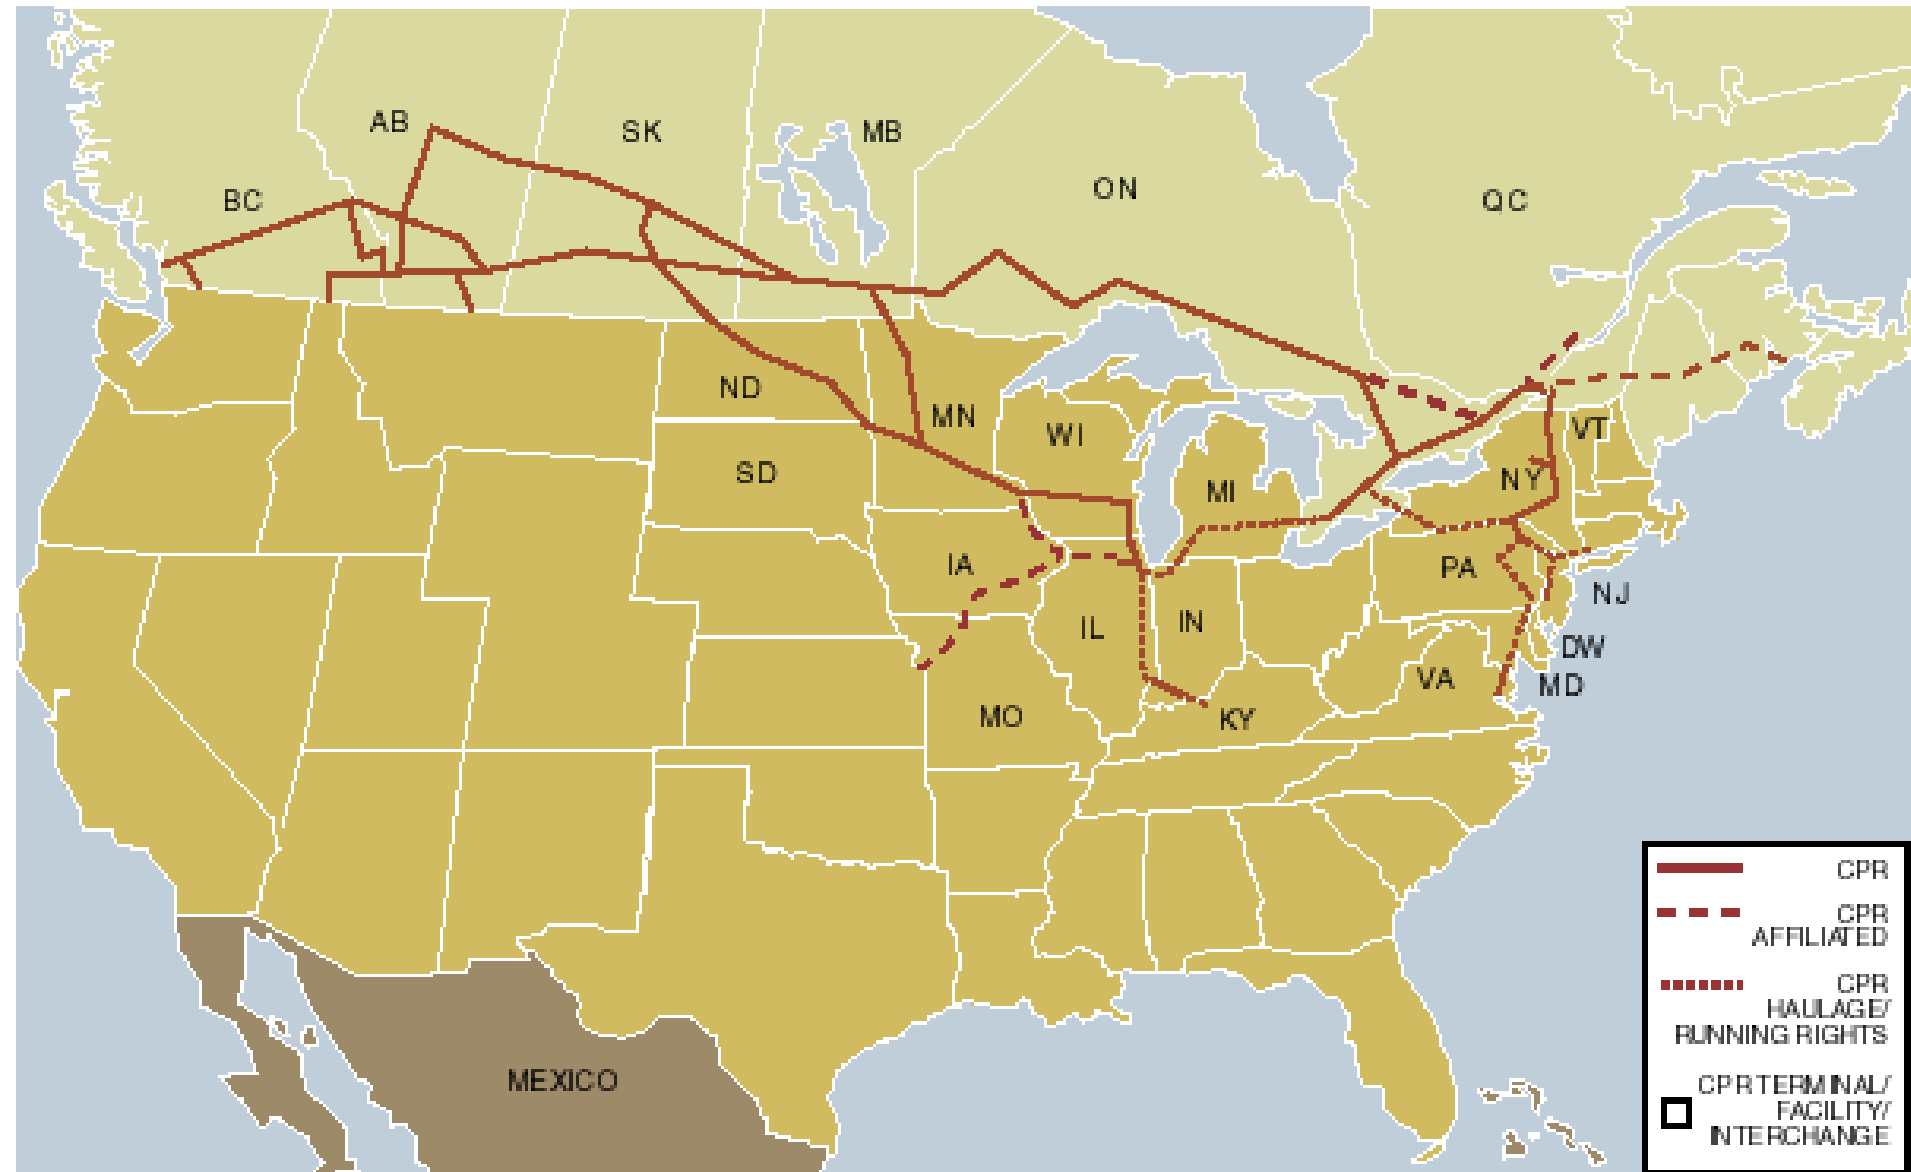 AB
SK
MB
BC
ON
QC
ND
MN
WI
VT
SD
MI
NY
IA
PA
NJ
IL
IN
DW
VA
MD
MO
KY
MEXICO
CPR
CPR
AFFILIATED
CPR
HAULAGE/
RUNNING RIGHTS
CPR TERMINAL/
FACILITY/
INTERCHANGE